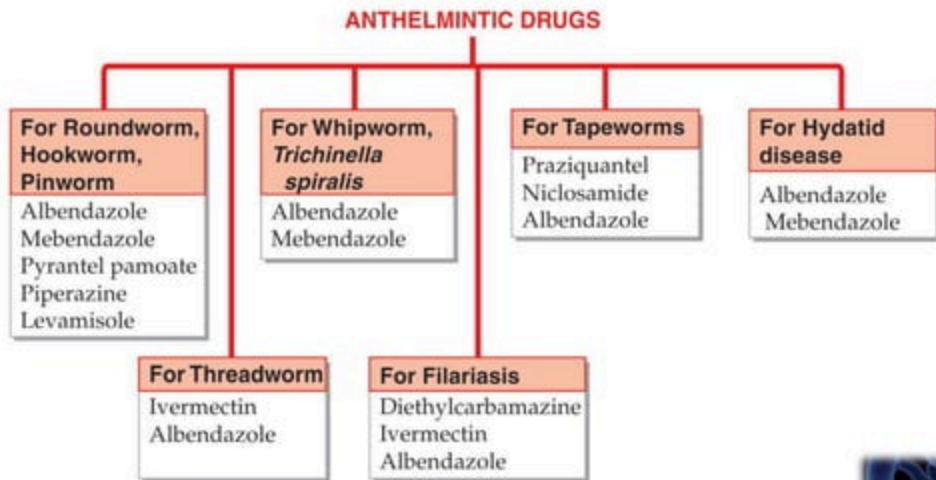 ANTHELMINTIC DRUGS
For Roundworm,
Hookworm,
Pinworm
Albendazole
Mebendazole
Pyrantel pamoate
Piperazine
Levamisole
For Whipworm,
Trichinella
spiralis
Albendazole
Mebendazole
For Tapeworms
Praziquantel
Niclosamide
Albendazole
For Hydatid
disease
Albendazole
Mebendazole
For Threadworm
Ivermectin
Albendazole
For Filariasis
Diethylcarbamazine
Ivermectin
Albendazole